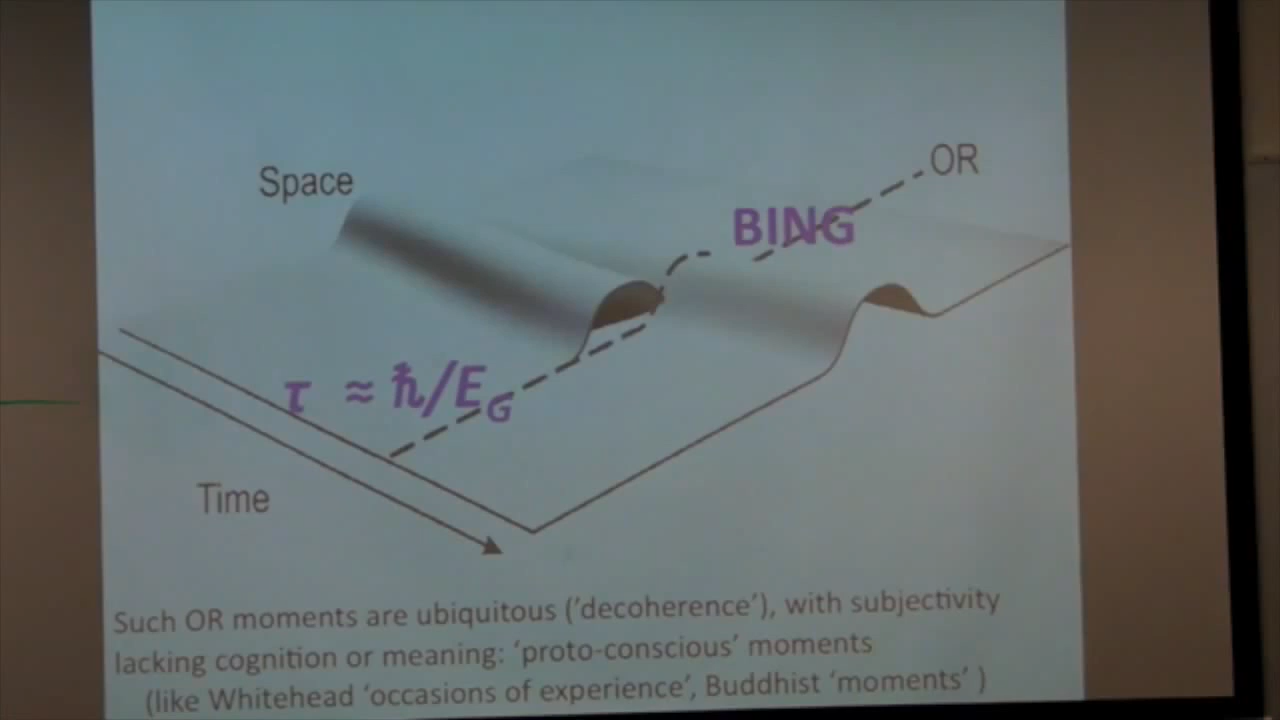 OR
Space
BING
τ ≈ ħ/E_G
Time
Such OR moments are ubiquitous ('decoherence'), with subjectivity
lacking cognition or meaning: 'proto-conscious' moments
(like Whitehead 'occasions of experience', Buddhist 'moments' )